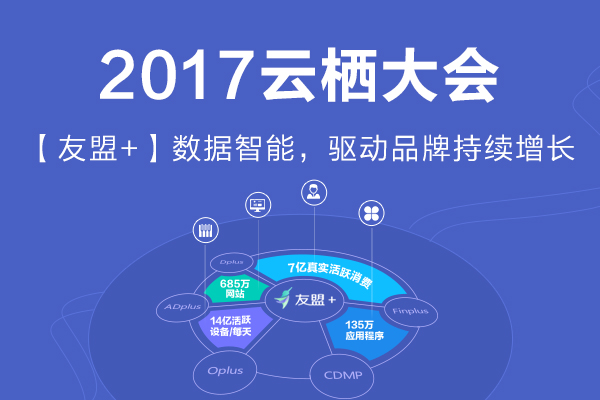 2017云栖大会
【友盟+】数据智能，驱动品牌持续增长
Dplus
7亿真实活跃消费
685万
网站
ADplus
友盟+
Finplus
14亿活跃
设备/每天
135万
应用程序
Oplus
CDMP